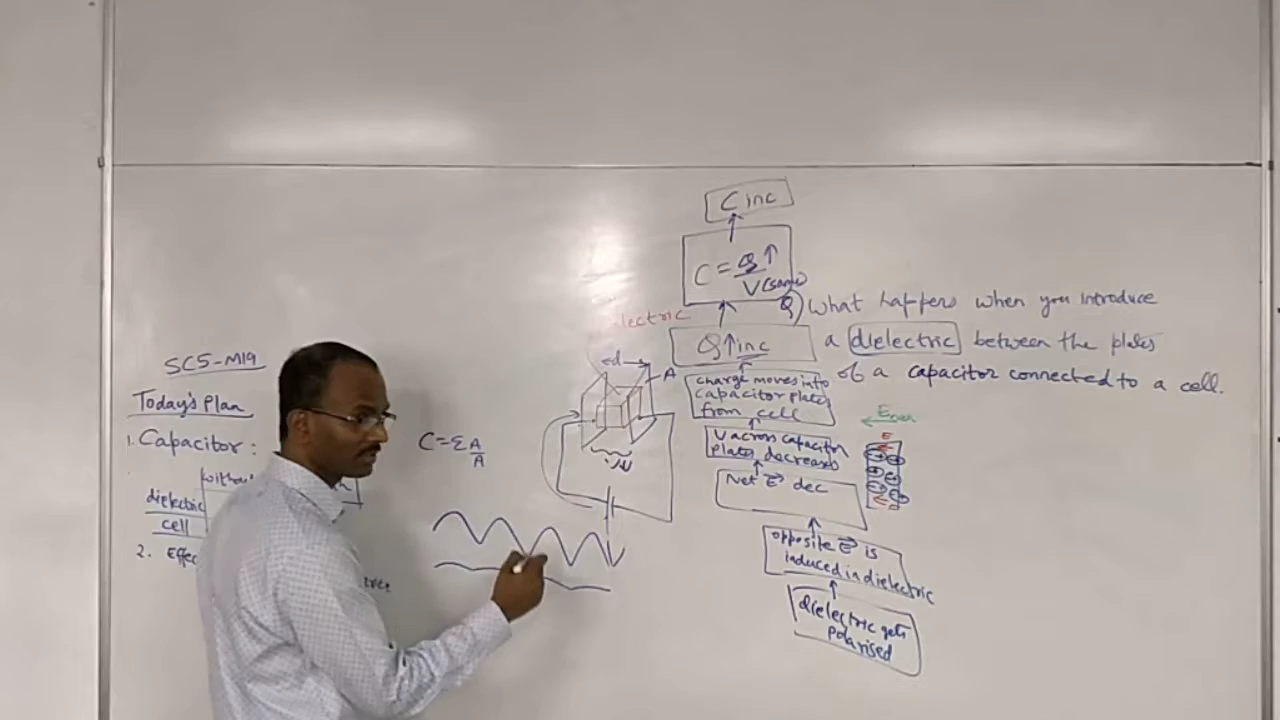 SC5-M19
Today's Plan
1. Capacitor:
dielectric
cell
2. Effec
C=ε A/A
electric
d
A
C inc
C = Q↑/V (same)
Q↑ inc
charge moves into
capacitor plates
from cell
V across capacitor
plates decreases
Net E⃗ dec
opposite E⃗ is
induced in dielectric
dielectric gets
polarised
Q) What happens when you introduce
a dielectric between the plates
of a capacitor connected to a cell.
E